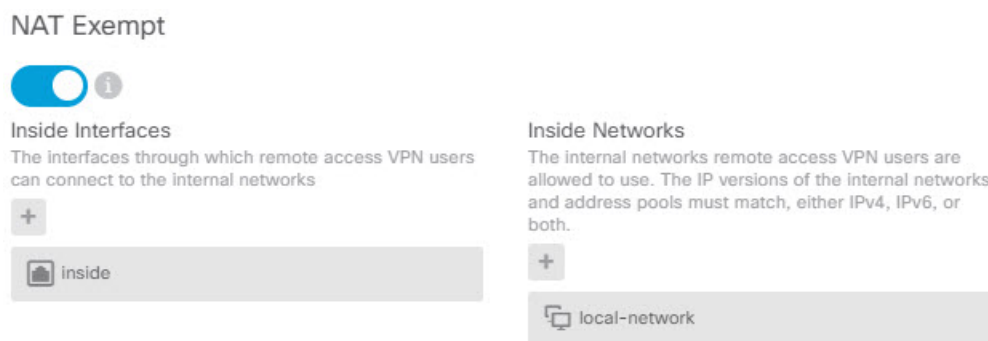 NAT Exempt
i
Inside Interfaces
The interfaces through which remote access VPN users
can connect to the internal networks
+
inside
Inside Networks
The internal networks remote access VPN users are
allowed to use. The IP versions of the internal networks
and address pools must match, either IPv4, IPv6, or
both.
+
local-network